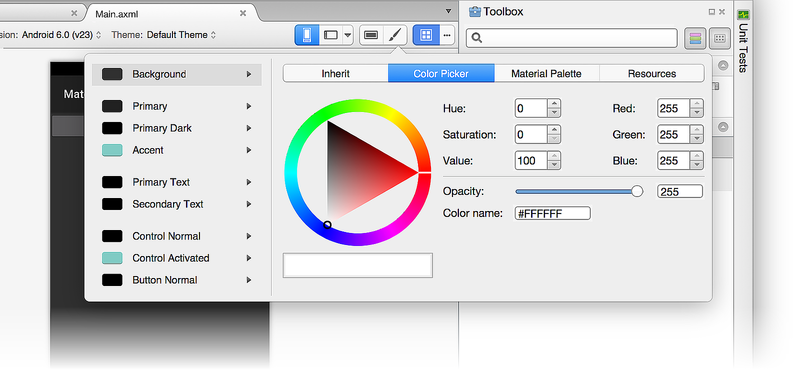 Main.axml
Toolbox
sion: Android 6.0 (v23)
Theme: Default Theme
Unit Tests
Mat
Background
Primary
Primary Dark
Accent
Primary Text
Secondary Text
Control Normal
Control Activated
Button Normal
Inherit
Color Picker
Material Palette
Resources
Hue: 0
Red: 255
Saturation: 0
Green: 255
Value: 100
Blue: 255
Opacity: 255
Color name: #FFFFFF